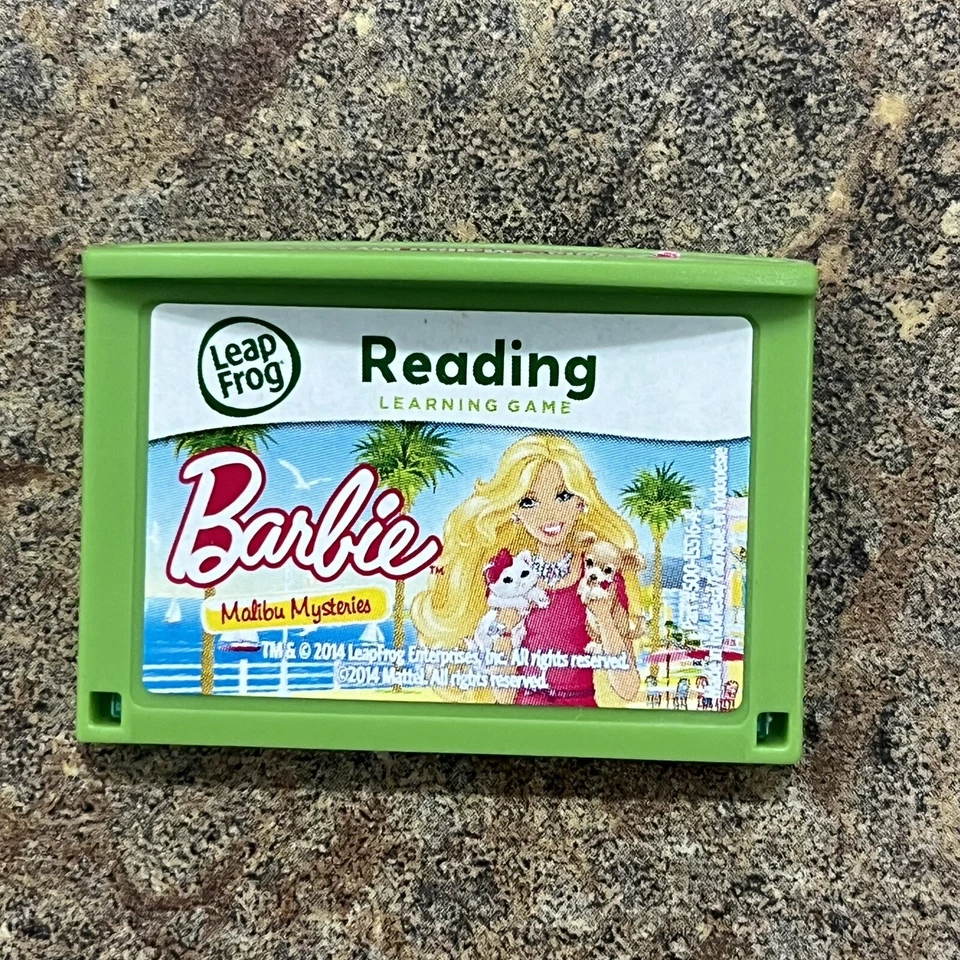 Leap
Frog
Reading
LEARNING GAME
Barbie™
Malibu Mysteries
TM & © 2014 LeapFrog Enterprises, Inc. All rights reserved.
©2014 Mattel. All rights reserved.